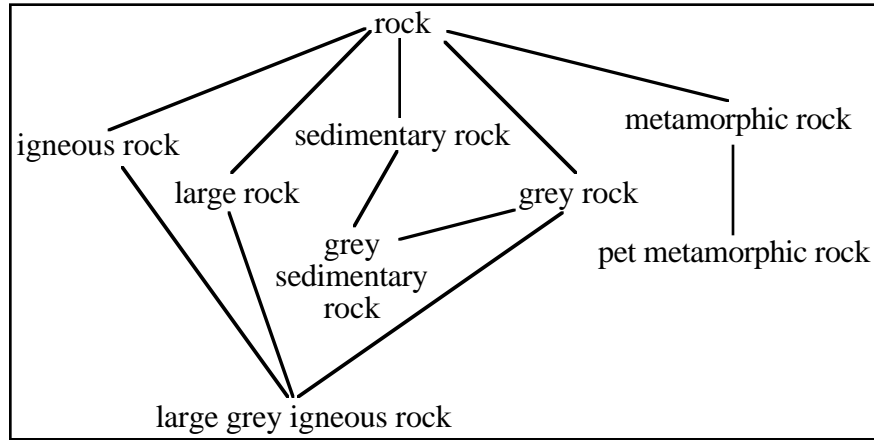 rock
metamorphic rock
sedimentary rock
igneous rock
large rock
grey rock
grey
sedimentary
rock
pet metamorphic rock
large grey igneous rock